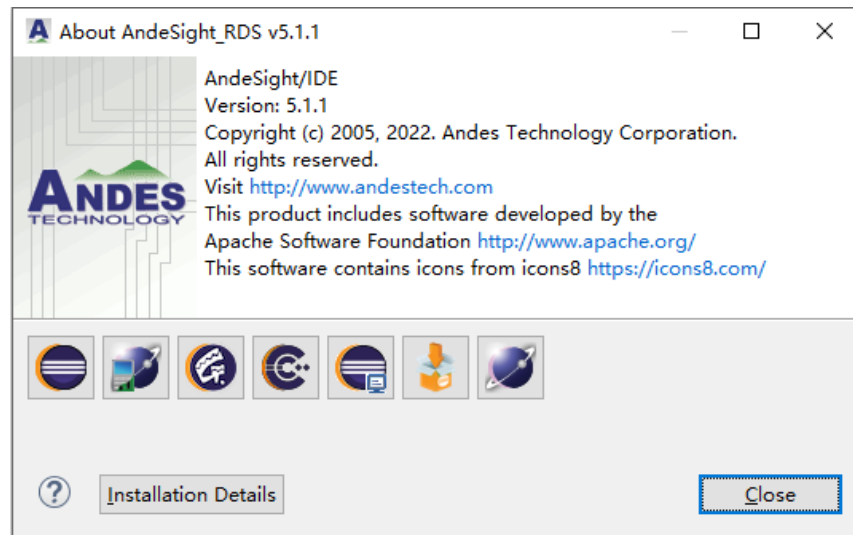 About AndeSight_RDS v5.1.1
AndeSight/IDE
Version: 5.1.1
Copyright (c) 2005, 2022. Andes Technology Corporation.
All rights reserved.
Visit http://www.andestech.com
This product includes software developed by the
Apache Software Foundation http://www.apache.org/
This software contains icons from icons8 https://icons8.com/
ANDES
TECHNOLOGY
Installation Details
Close